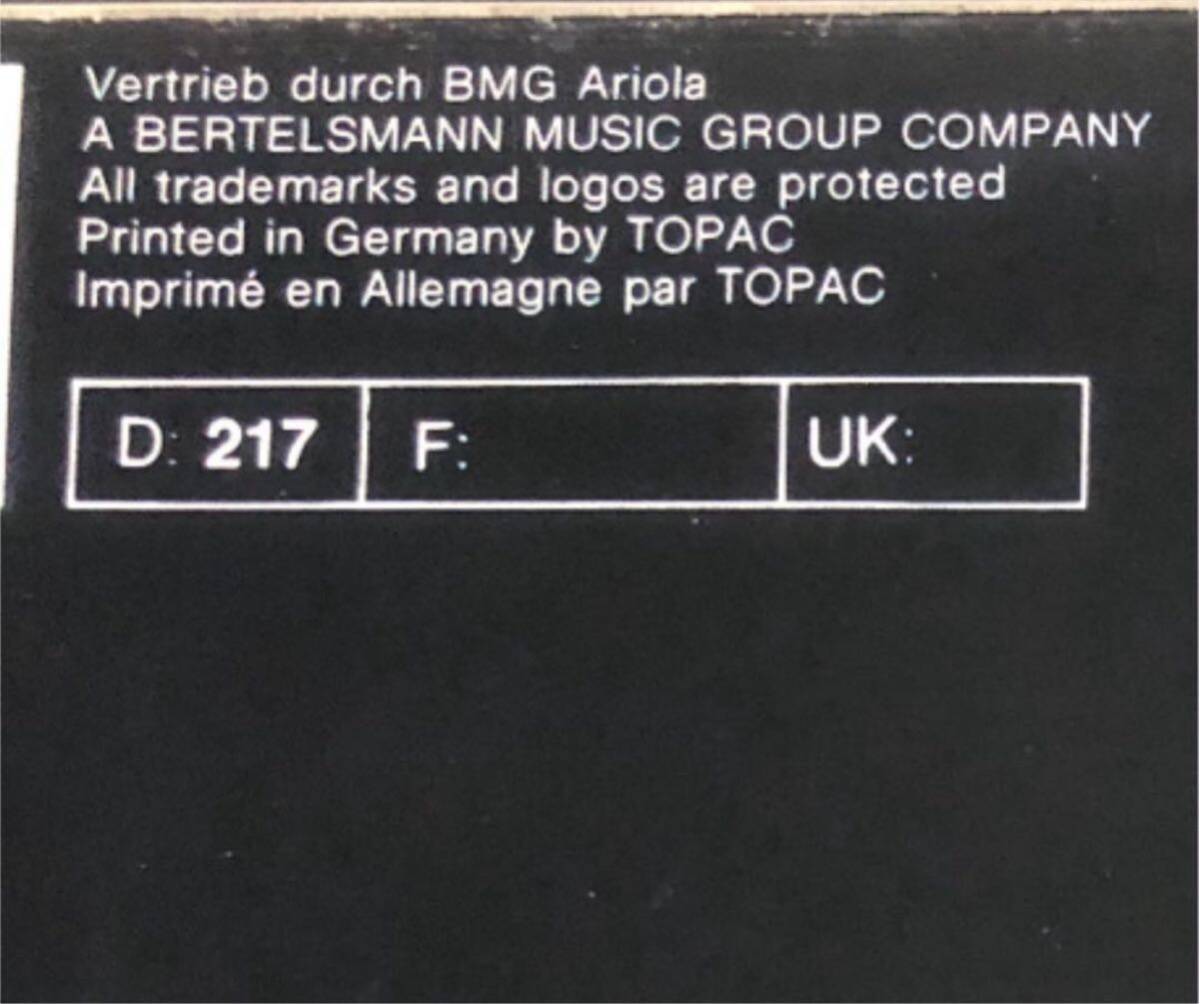 Vertrieb durch BMG Ariola
A BERTELSMANN MUSIC GROUP COMPANY
All trademarks and logos are protected
Printed in Germany by TOPAC
Imprimé en Allemagne par TOPAC
D: 217 F: UK: